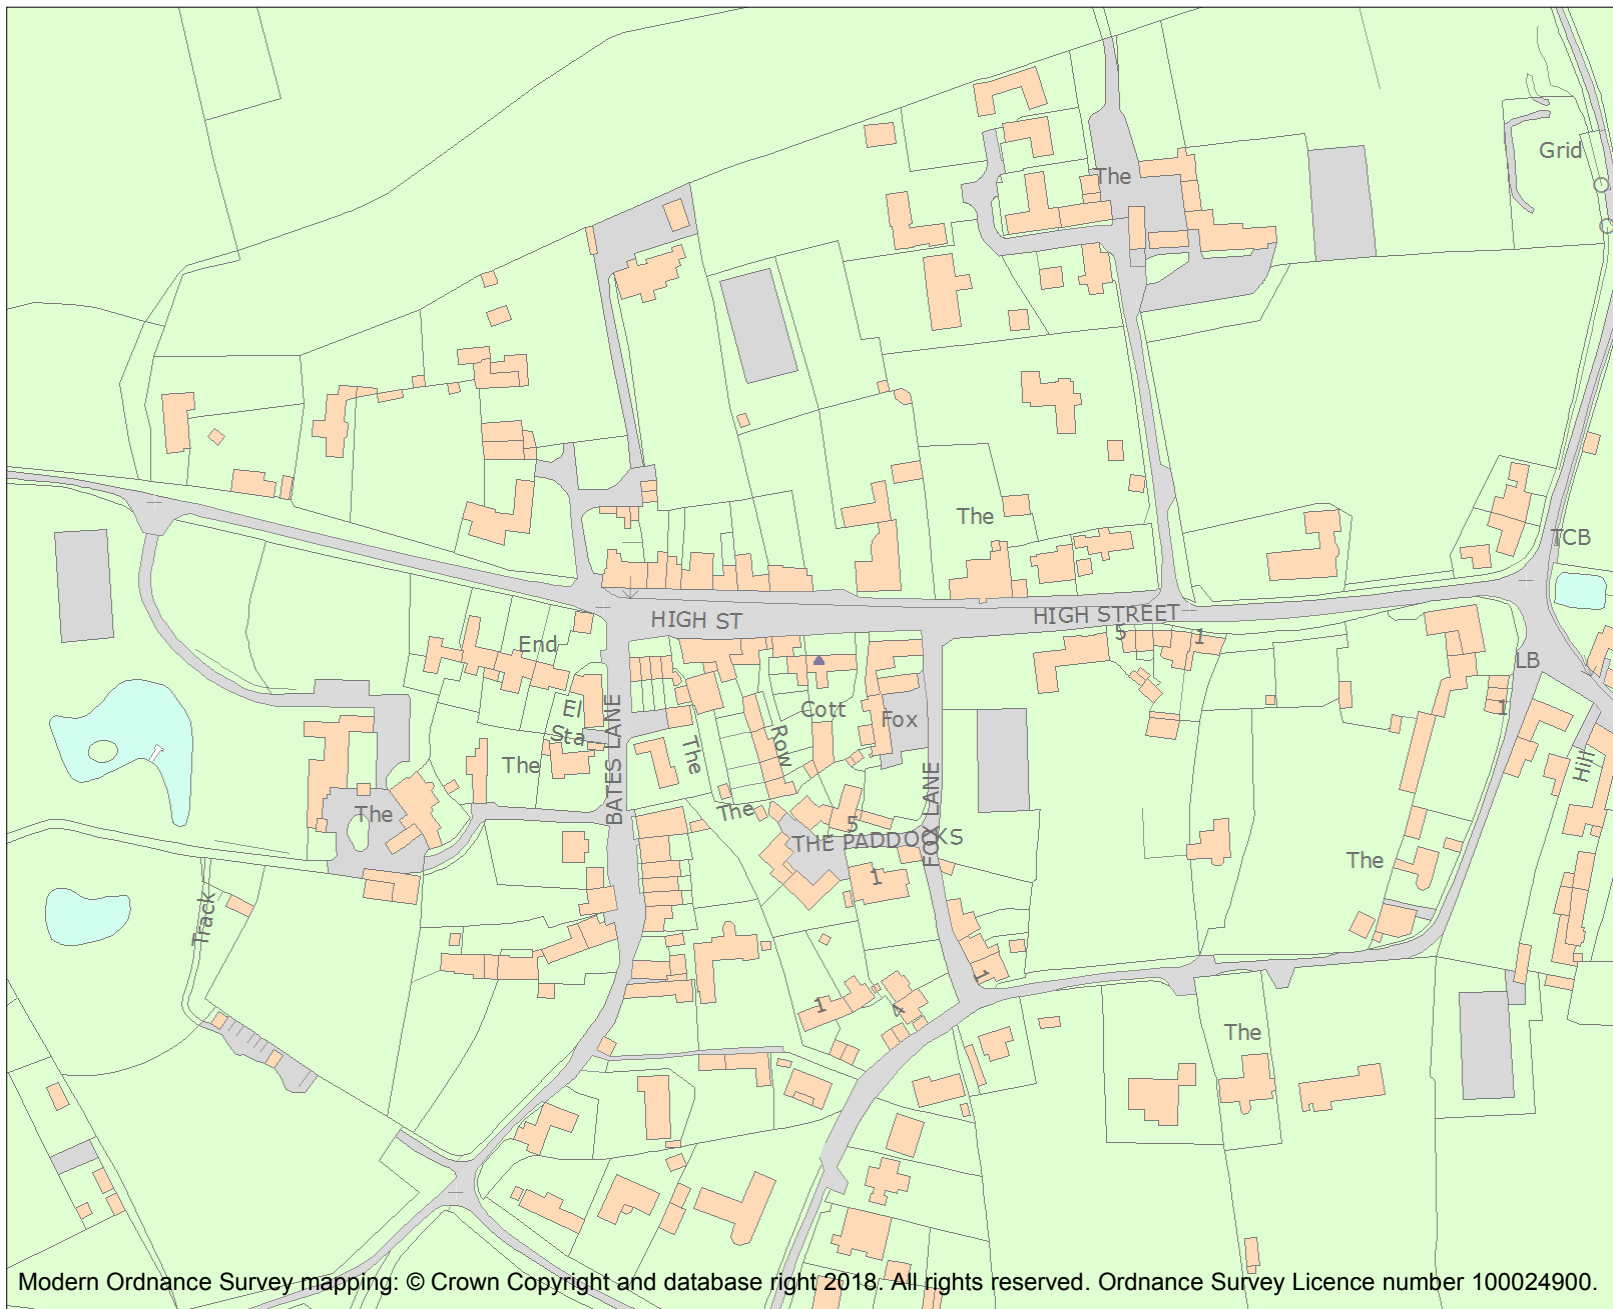 Grid
The
The
TCB
HIGH ST
HIGH STREET
5
1
End
LB
El
Sta
BATES LANE
The
Row
Cott
Fox
1
The
Hill
FOX LANE
The
The
5
THE PADDOCKS
The
1
Track
1
1
4
The
Modern Ordnance Survey mapping: © Crown Copyright and database right 2018. All rights reserved. Ordnance Survey Licence number 100024900.